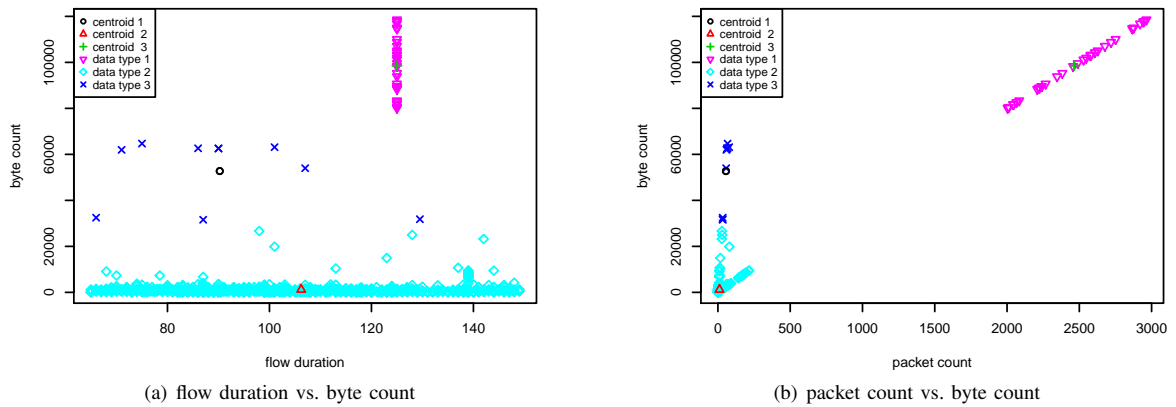 centroid 1
centroid 2
centroid 3
data type 1
data type 2
data type 3
byte count
0
20000
60000
100000
80
100
120
140
flow duration
(a) flow duration vs. byte count
centroid 1
centroid 2
centroid 3
data type 1
data type 2
data type 3
byte count
0
20000
60000
100000
0
500
1000
1500
2000
2500
3000
packet count
(b) packet count vs. byte count